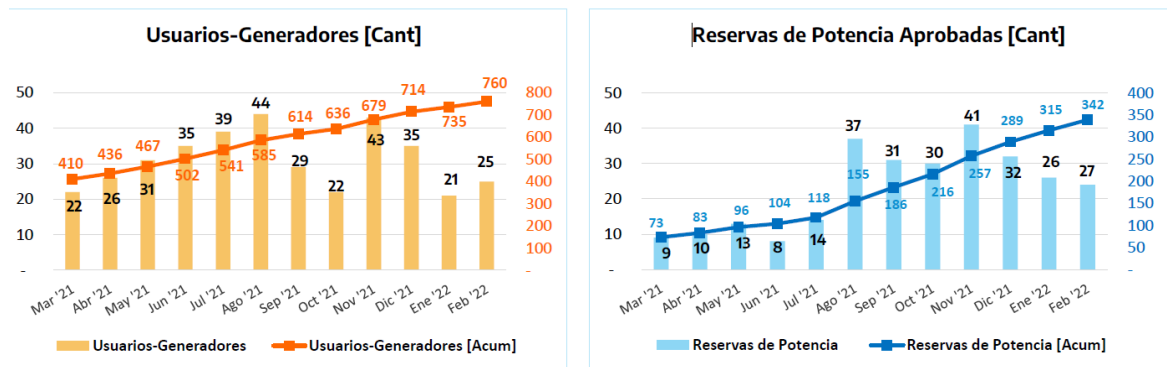 Usuarios-Generadores [Cant]
50
40
30
20
10
-
800
700
600
500
400
300
200
100
-
410
436
467
502
541
585
614
636
679
714
735
760
22
26
31
35
39
44
29
22
43
35
21
25
Mar '21
Abr '21
May '21
Jun '21
Jul '21
Ago '21
Sep '21
Oct '21
Nov '21
Dic '21
Ene '22
Feb '22
Usuarios-Generadores
Usuarios-Generadores [Acum]
Reservas de Potencia Aprobadas [Cant]
50
40
30
20
10
-
400
350
300
250
200
150
100
50
-
73
83
96
104
118
155
186
216
257
289
315
342
9
10
13
8
14
37
31
30
41
32
26
27
Mar '21
Abr '21
May '21
Jun '21
Jul '21
Ago '21
Sep '21
Oct '21
Nov '21
Dic '21
Ene '22
Feb '22
Reservas de Potencia
Reservas de Potencia [Acum]